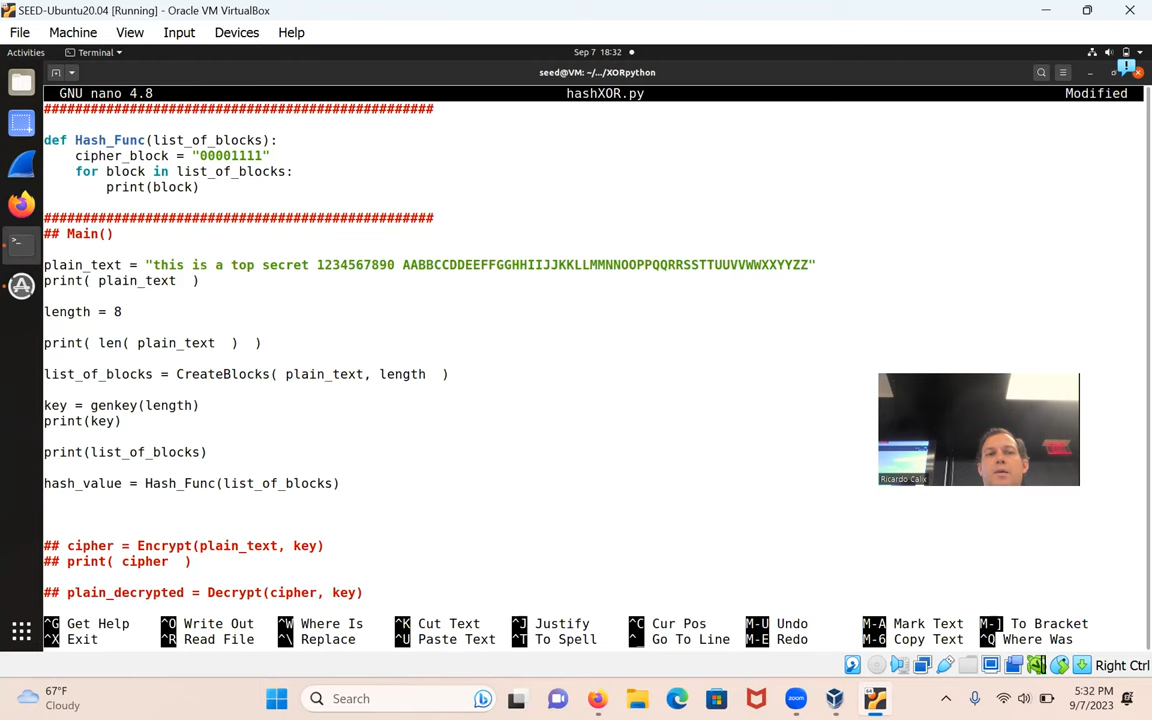 SEED-Ubuntu20.04 [Running] - Oracle VM VirtualBox
File Machine View Input Devices Help
Activities Terminal Sep 7 18:32
seed@VM: ~/.../XORpython
GNU nano 4.8 hashXOR.py Modified
##################################################
def Hash_Func(list_of_blocks):
cipher_block = "00001111"
for block in list_of_blocks:
print(block)
##################################################
## Main()
plain_text = "this is a top secret 1234567890 AABBCCDDEEFFGGHHIIJJKKLLMMNNOOPPQQRRSSTTUUVVWWXXYYZZ"
print( plain_text  )
length = 8
print( len( plain_text  )  )
list_of_blocks = CreateBlocks( plain_text, length  )
key = genkey(length)
print(key)
print(list_of_blocks)
hash_value = Hash_Func(list_of_blocks)
## cipher = Encrypt(plain_text, key)
## print( cipher  )
## plain_decrypted = Decrypt(cipher, key)
^G Get Help ^O Write Out ^W Where Is ^K Cut Text ^J Justify ^C Cur Pos M-U Undo M-A Mark Text M-] To Bracket
^X Exit ^R Read File ^\ Replace ^U Paste Text ^T To Spell ^_ Go To Line M-E Redo M-6 Copy Text ^Q Where Was
Ricardo Calix
Right Ctrl
67°F
Cloudy
Search
5:32 PM
9/7/2023